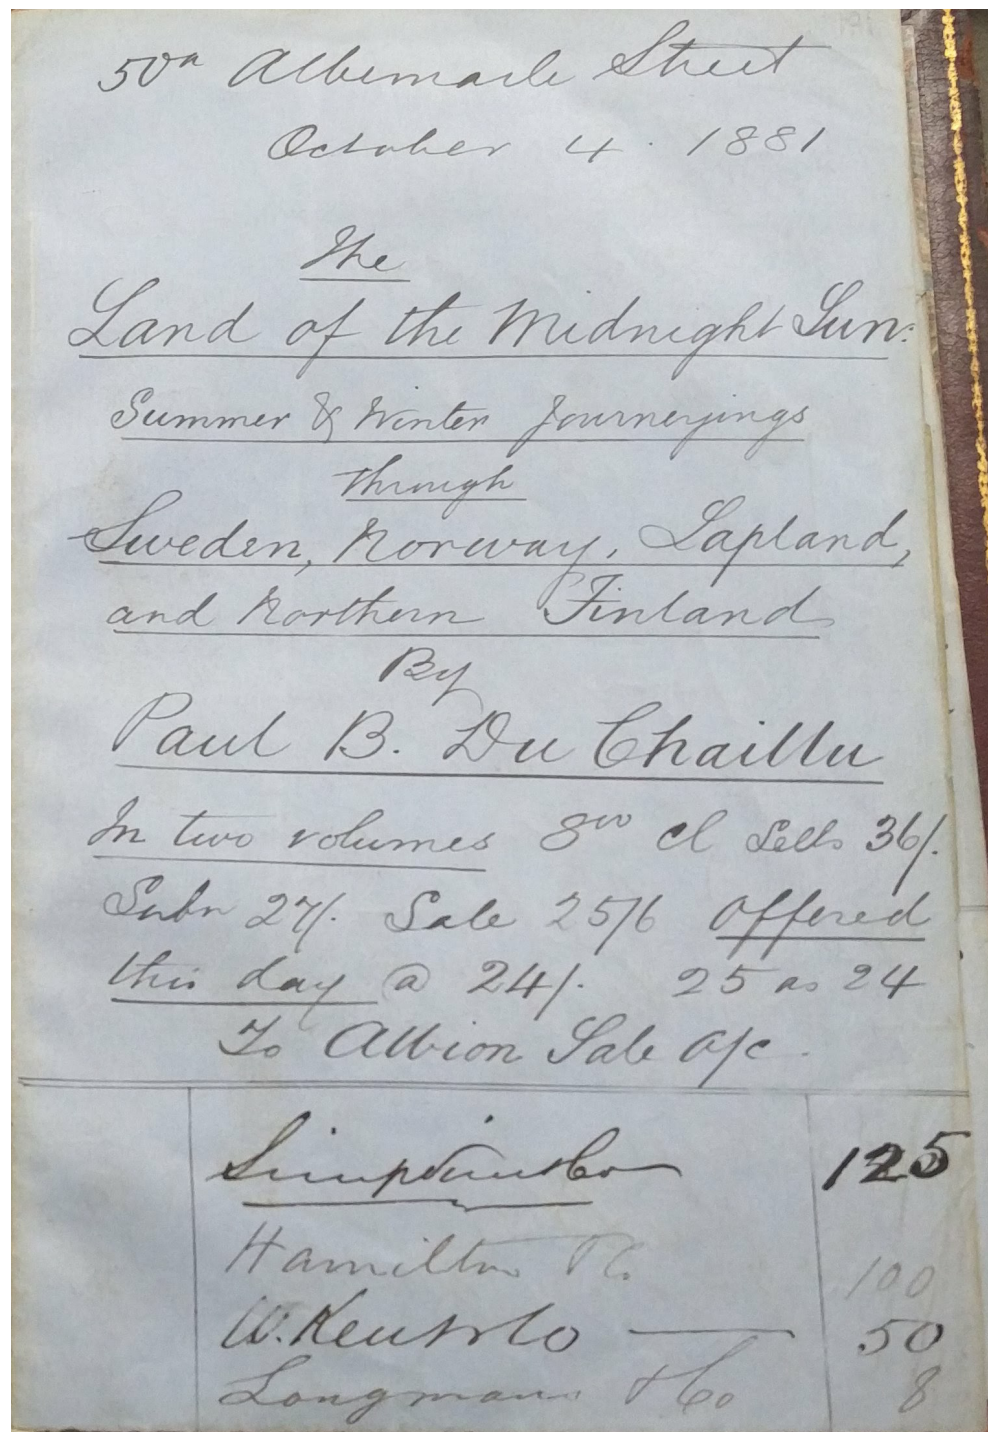 50a Albemarle Street
October 4. 1881
The
Land of the Midnight Sun:
Summer & Winter Journeyings
through
Sweden, Norway, Lapland,
and Northern Finland
By
Paul B. Du Chaillu
In two volumes 8vo cl Sells 36/.
Subn 27/. Sale 25/6 Offered
this day @ 24/. 25 as 24
To Albion Sale a/c.
Simpkin & Co 125
Hamilton 100
W. Kent & Co 50
Longmans & Co 8